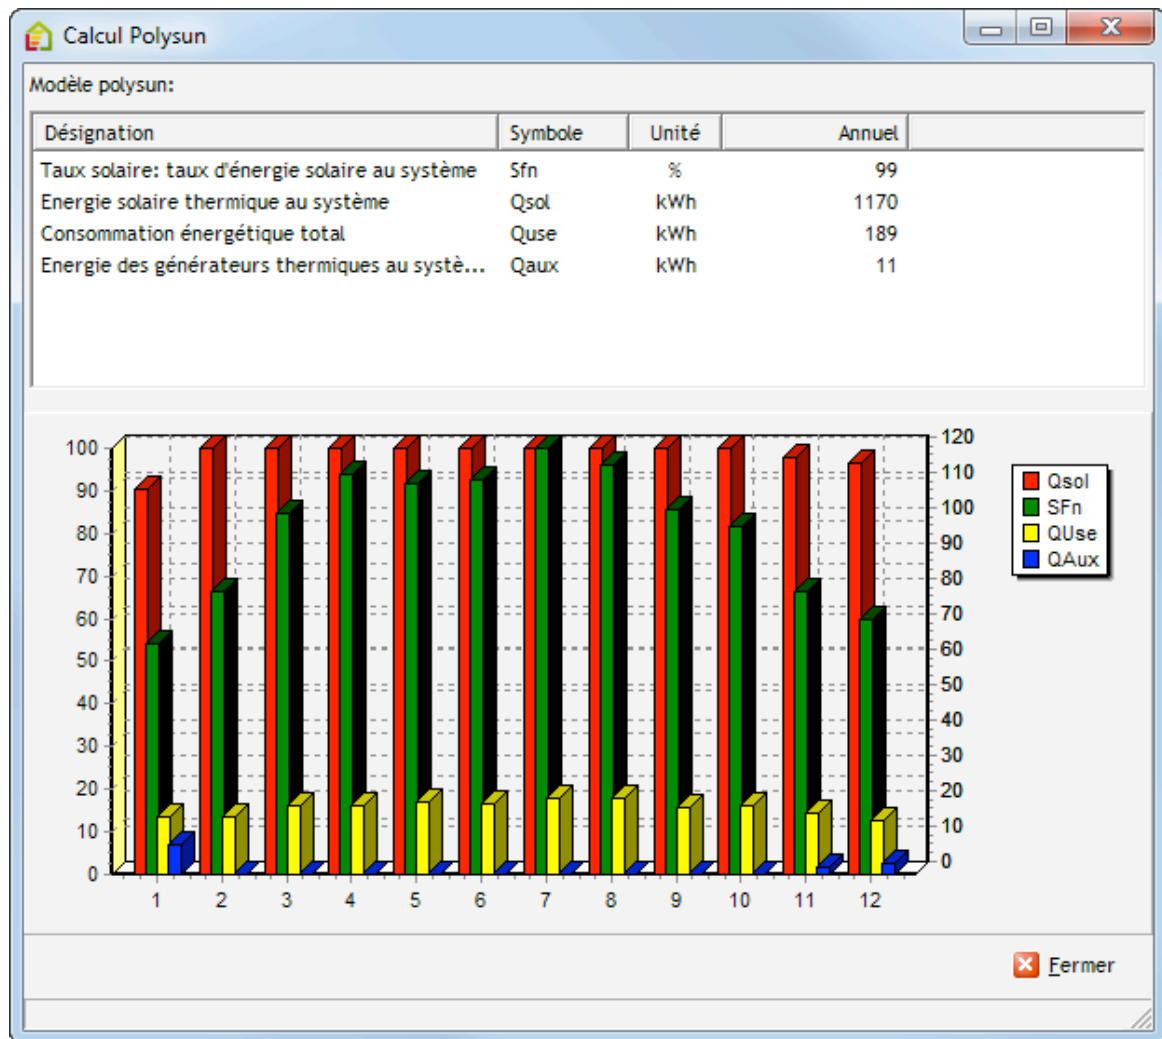 Calcul Polysun
Modèle polysun:
Désignation Symbole Unité Annuel
Taux solaire: taux d'énergie solaire au système Sfn % 99
Energie solaire thermique au système Qsol kWh 1170
Consommation énergétique total Quse kWh 189
Energie des générateurs thermiques au systè... Qaux kWh 11
100 120
90 110
80 100
70 90
60 80
50 70
40 60
30 50
20 40
10 30
0 20
10
0
Qsol
SFn
QUse
QAux
1 2 3 4 5 6 7 8 9 10 11 12
Fermer